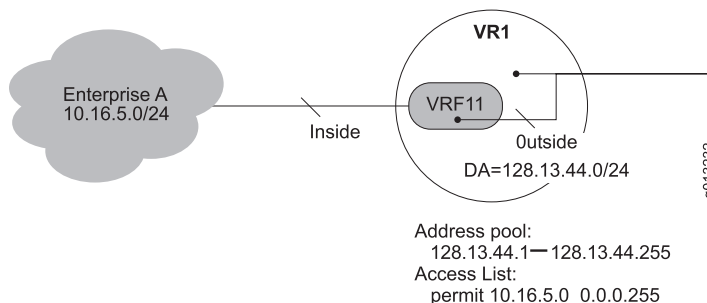 VR1
Enterprise A
10.16.5.0/24
VRF11
Inside
0utside
DA=128.13.44.0/24
Address pool:
128.13.44.1—128.13.44.255
Access List:
permit 10.16.5.0 0.0.0.255